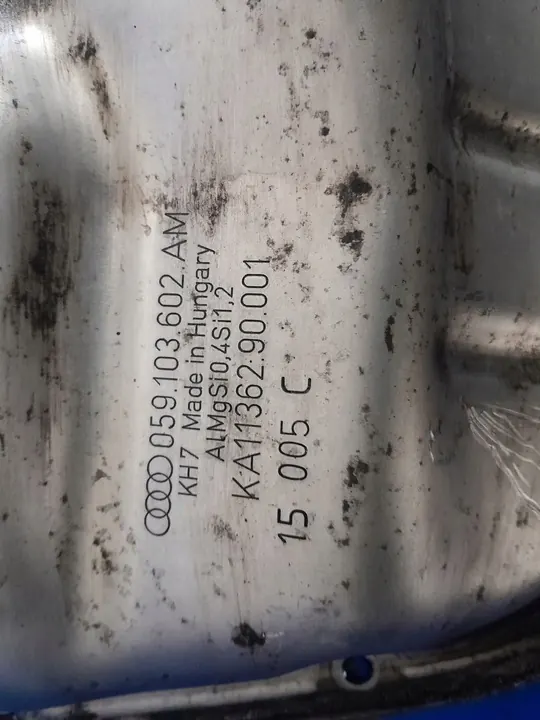 059.103.602.AM
KH7 Made in Hungary
AlMgSi0,4Si1,2
KA11362.90.001
15 005 C